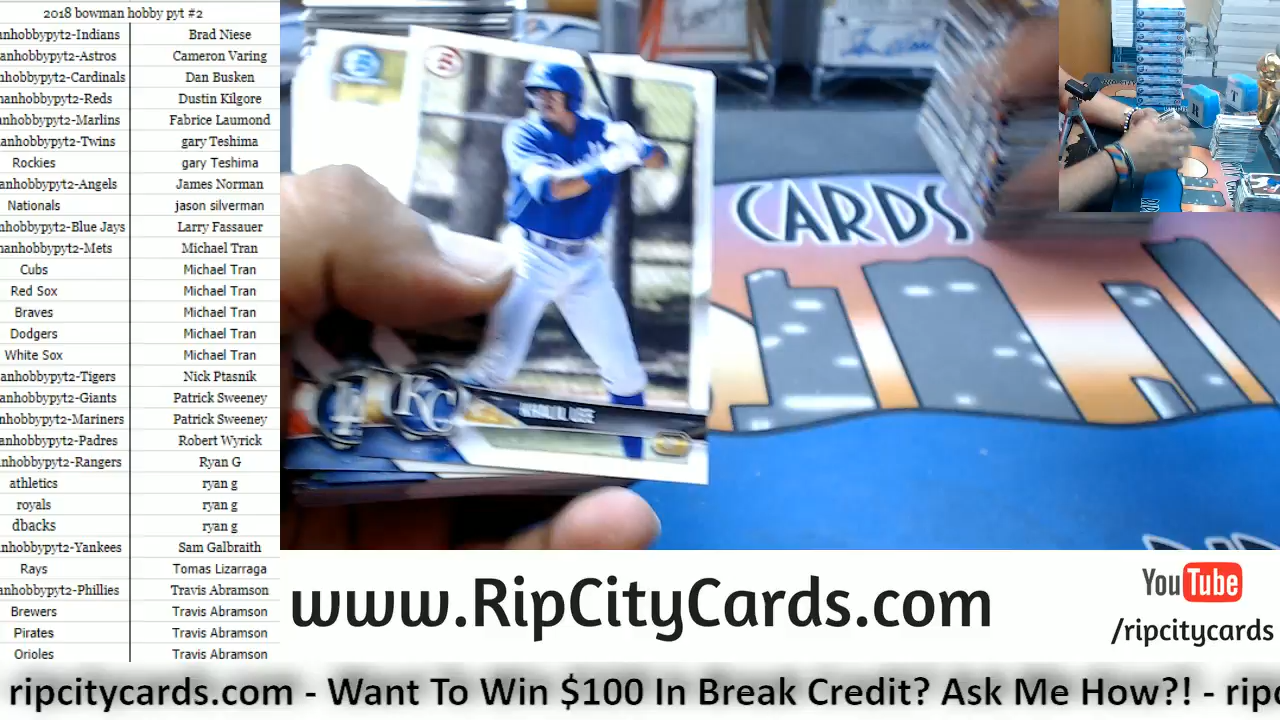 2018 bowman hobby pyt #2
anhobbypyt2-Indians Brad Niese
anhobbypyt2-Astros Cameron Varing
nhobbypyt2-Cardinals Dan Busken
manhobbypyt2-Reds Dustin Kilgore
anhobbypyt2-Marlins Fabrice Laumond
anhobbypyt2-Twins gary Teshima
Rockies gary Teshima
anhobbypyt2-Angels James Norman
Nationals jason silverman
nhobbypyt2-Blue Jays Larry Fassauer
manhobbypyt2-Mets Michael Tran
Cubs Michael Tran
Red Sox Michael Tran
Braves Michael Tran
Dodgers Michael Tran
White Sox Michael Tran
anhobbypyt2-Tigers Nick Ptasnik
anhobbypyt2-Giants Patrick Sweeney
nhobbypyt2-Mariners Patrick Sweeney
anhobbypyt2-Padres Robert Wyrick
nhobbypyt2-Rangers Ryan G
athletics ryan g
royals ryan g
dbacks ryan g
nhobbypyt2-Yankees Sam Galbraith
Rays Tomas Lizarraga
anhobbypyt2-Phillies Travis Abramson
Brewers Travis Abramson
Pirates Travis Abramson
Orioles Travis Abramson
CARDS
KC
B
R T
www.RipCityCards.com
YouTube
/ripcitycards
ripcitycards.com - Want To Win $100 In Break Credit? Ask Me How?! - ripc